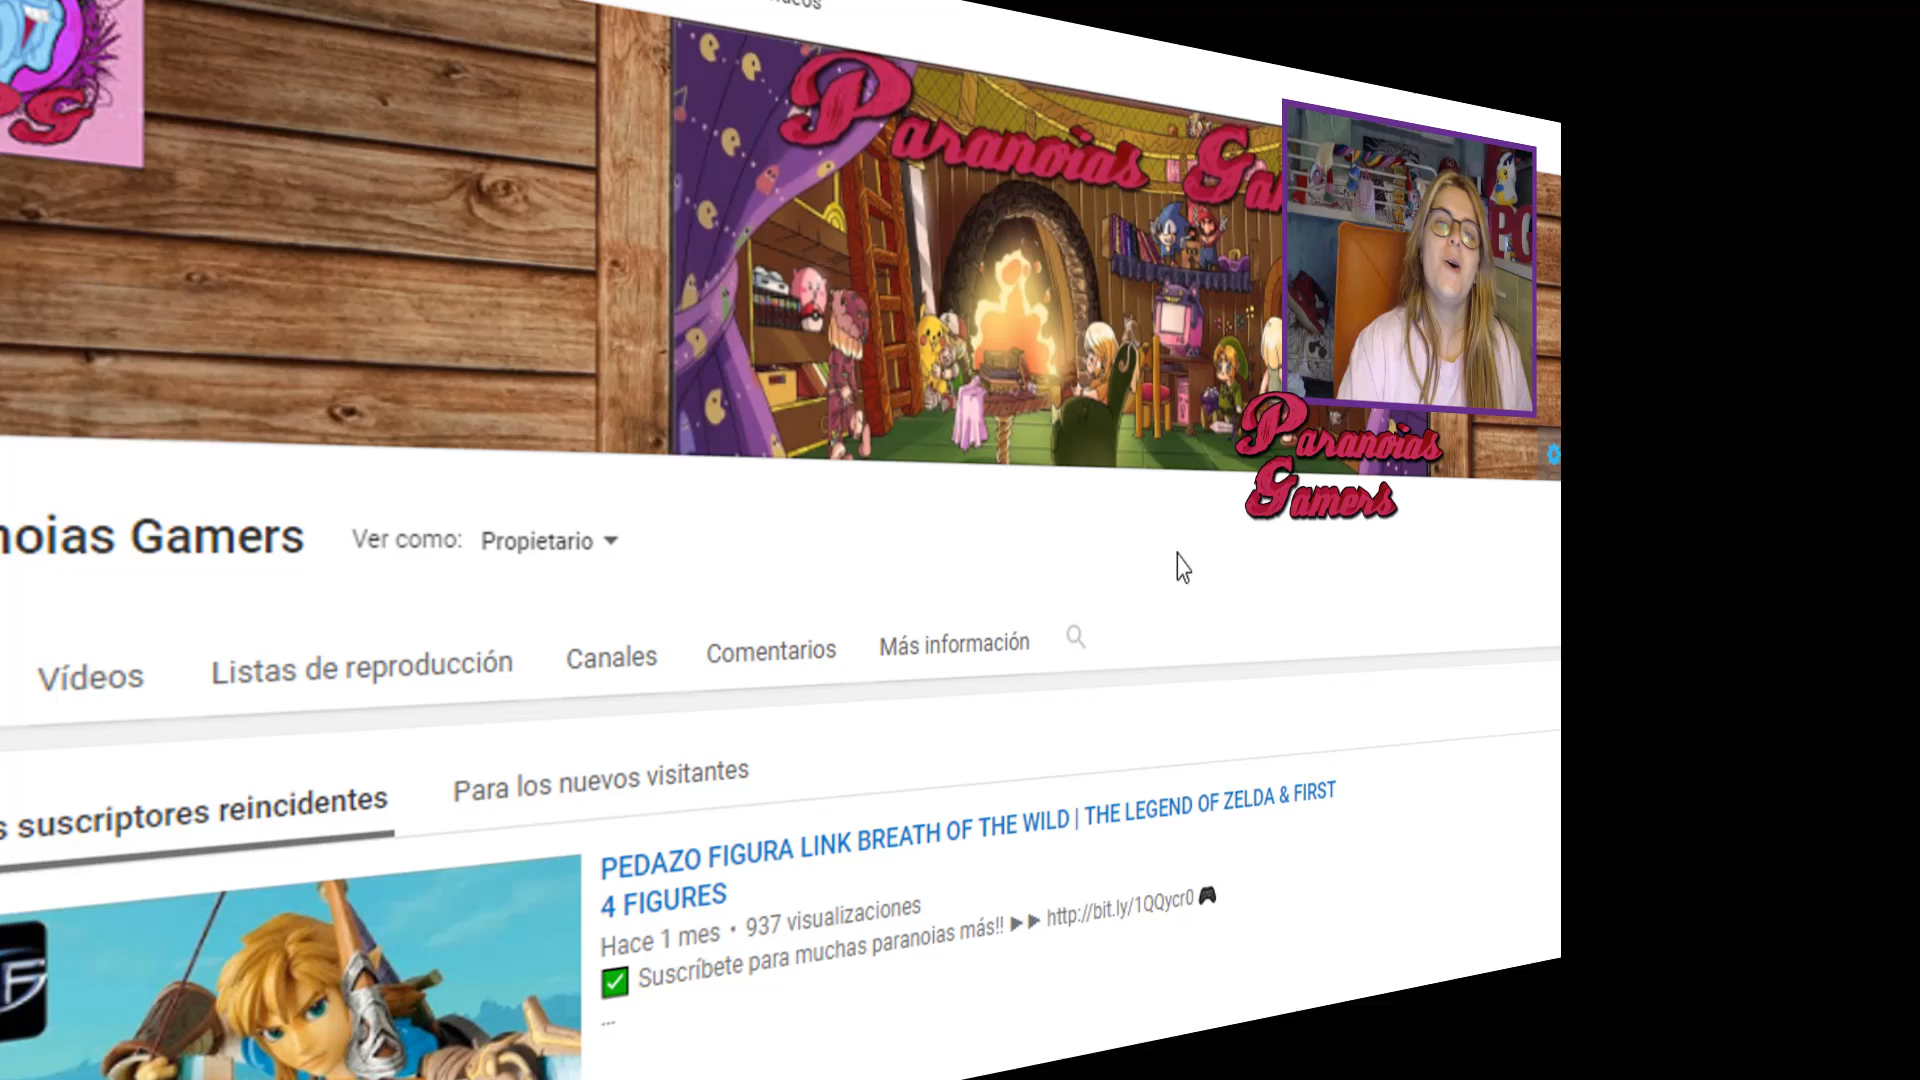 Paranoias Ga
PG
Paranoias
Gamers
noias Gamers
Ver como: Propietario
Vídeos Listas de reproducción Canales Comentarios Más información
s suscriptores reincidentes Para los nuevos visitantes
PEDAZO FIGURA LINK BREATH OF THE WILD | THE LEGEND OF ZELDA & FIRST
4 FIGURES
Hace 1 mes • 937 visualizaciones
✅ Suscríbete para muchas paranoias más!! ►► http://bit.ly/1QQycr0 🎮
...